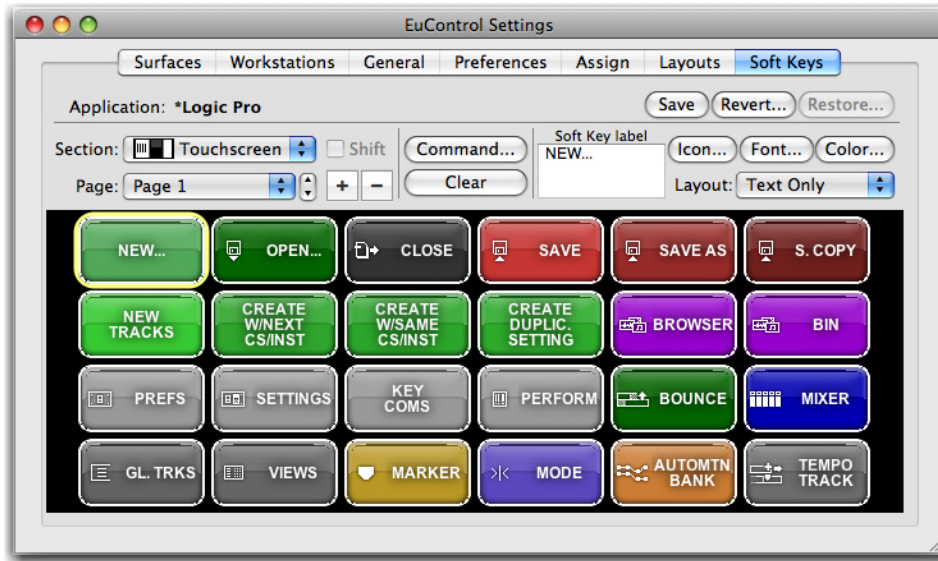 EuControl Settings
Surfaces Workstations General Preferences Assign Layouts Soft Keys
Application: *Logic Pro Save Revert... Restore...
Section: Touchscreen Shift Command... Soft Key label Icon... Font... Color...
NEW...
Page: Page 1 + − Clear Layout: Text Only
NEW... OPEN... CLOSE SAVE SAVE AS S. COPY
NEW TRACKS CREATE W/NEXT CS/INST CREATE W/SAME CS/INST CREATE DUPLIC. SETTING BROWSER BIN
PREFS SETTINGS KEY COMS PERFORM BOUNCE MIXER
GL. TRKS VIEWS MARKER MODE AUTOMTN BANK TEMPO TRACK